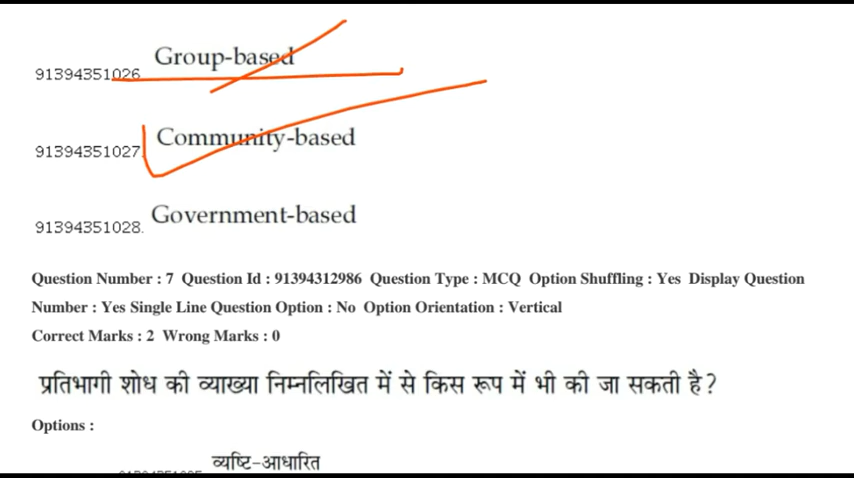 Group-based
91394351026.
Community-based
91394351027.
Government-based
91394351028.
Question Number : 7 Question Id : 91394312986 Question Type : MCQ Option Shuffling : Yes Display Question
Number : Yes Single Line Question Option : No Option Orientation : Vertical
Correct Marks : 2 Wrong Marks : 0
प्रतिभागी शोध की व्याख्या निम्नलिखित में से किस रूप में भी की जा सकती है?
Options :
व्यष्टि-आधारित